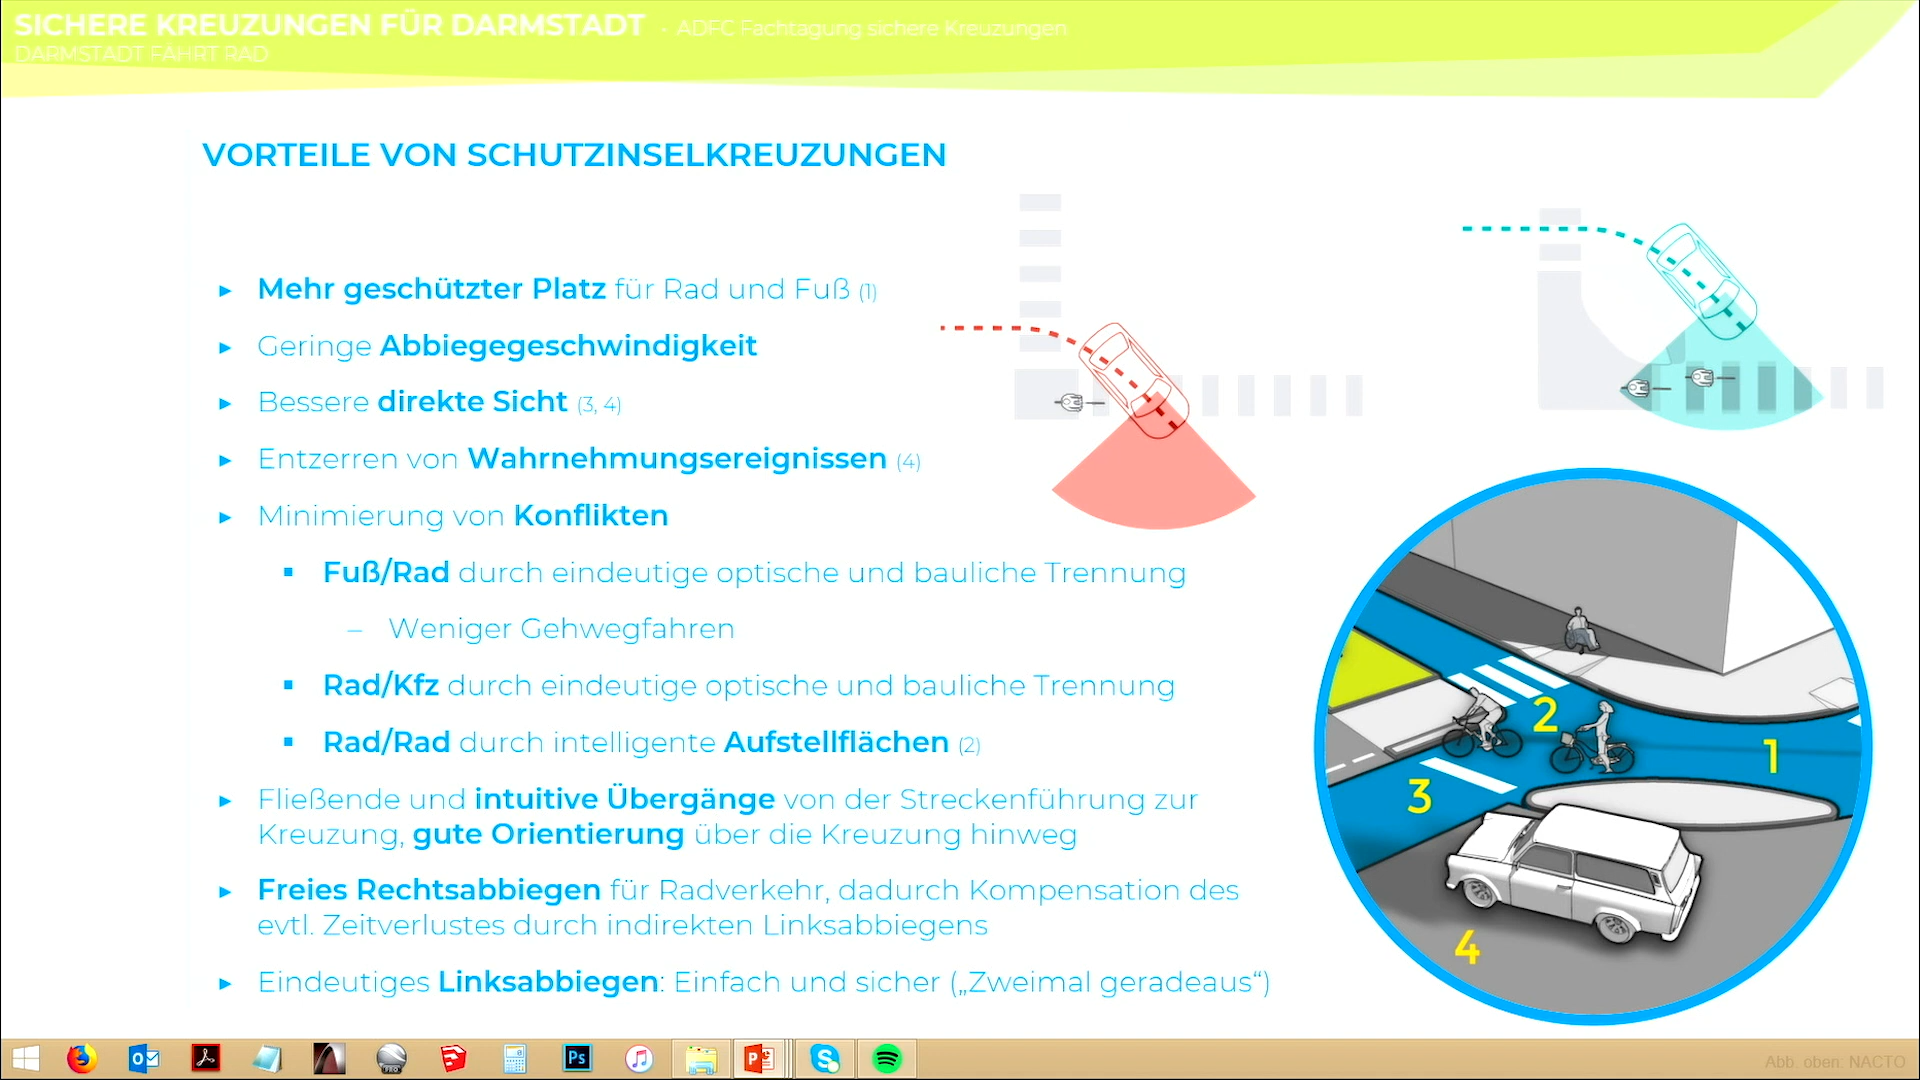 SICHERE KREUZUNGEN FÜR DARMSTADT - ADFC Fachtagung sichere Kreuzungen
DARMSTADT FÄHRT RAD
VORTEILE VON SCHUTZINSELKREUZUNGEN
▸ Mehr geschützter Platz für Rad und Fuß (1)
▸ Geringe Abbiegegeschwindigkeit
▸ Bessere direkte Sicht (3, 4)
▸ Entzerren von Wahrnehmungsereignissen (4)
▸ Minimierung von Konflikten
▪ Fuß/Rad durch eindeutige optische und bauliche Trennung
– Weniger Gehwegfahren
▪ Rad/Kfz durch eindeutige optische und bauliche Trennung
▪ Rad/Rad durch intelligente Aufstellflächen (2)
▸ Fließende und intuitive Übergänge von der Streckenführung zur
Kreuzung, gute Orientierung über die Kreuzung hinweg
▸ Freies Rechtsabbiegen für Radverkehr, dadurch Kompensation des
evtl. Zeitverlustes durch indirekten Linksabbiegens
▸ Eindeutiges Linksabbiegen: Einfach und sicher („Zweimal geradeaus“)
2
1
3
4
Ps
Abb. oben: NACTO